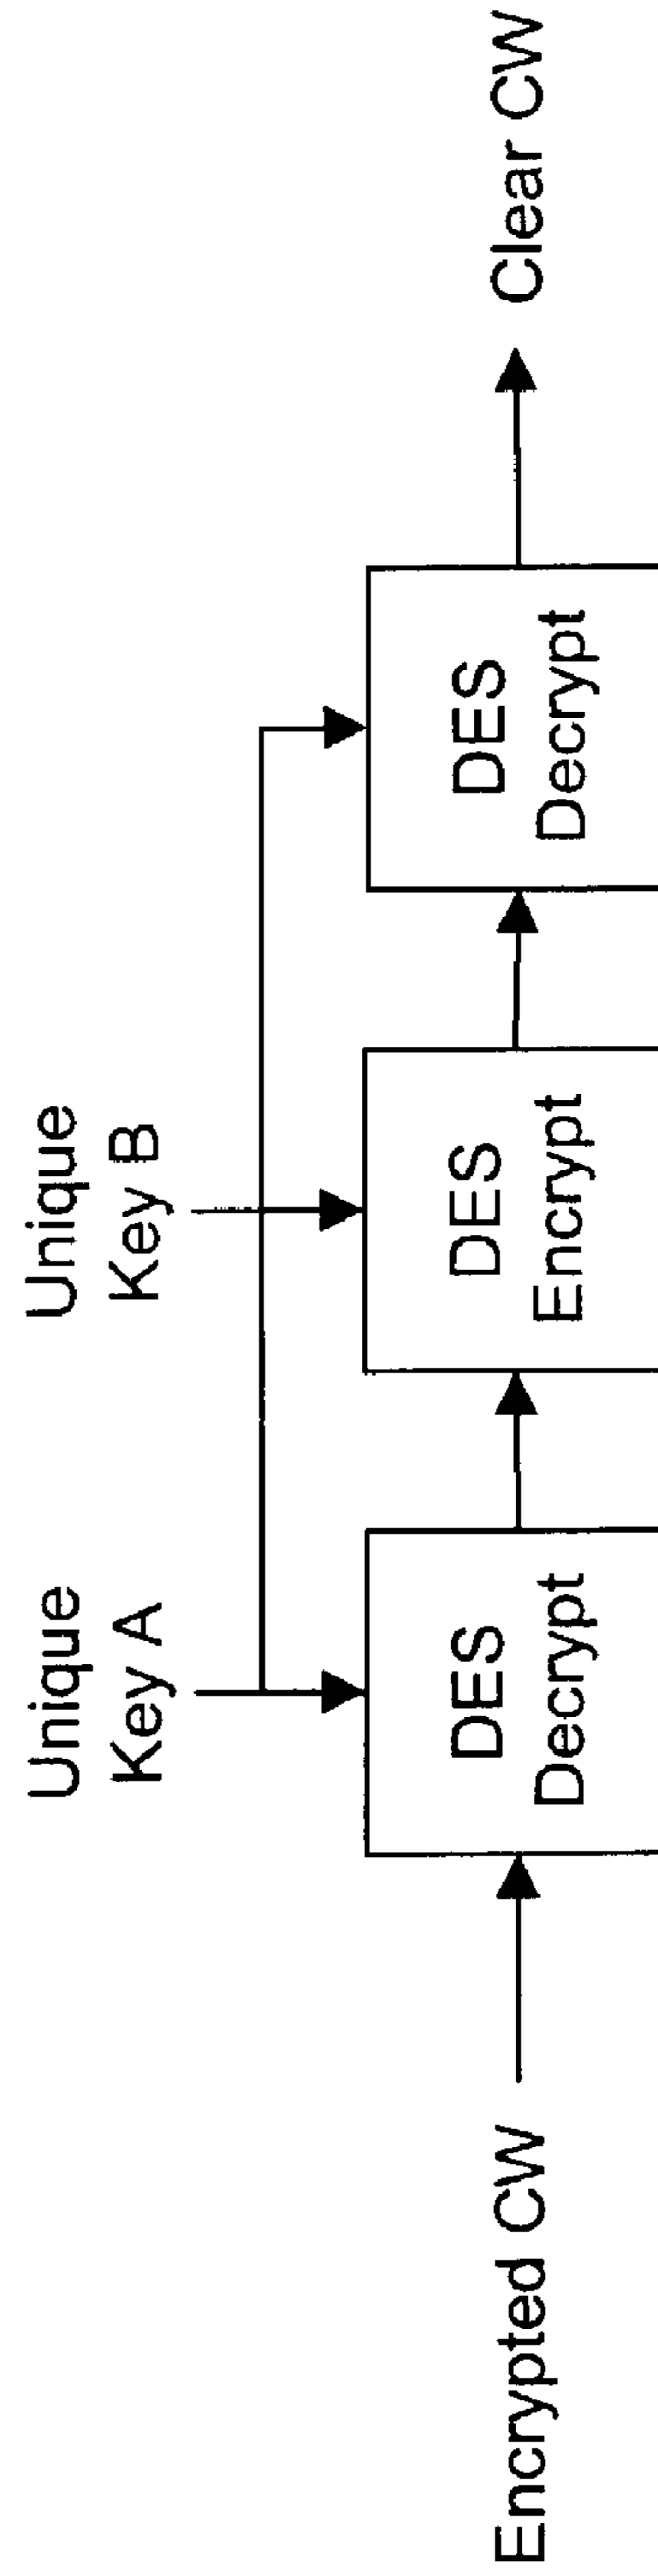 Unique
Key A
Unique
Key B
Encrypted CW
DES
Decrypt
DES
Encrypt
DES
Decrypt
Clear CW